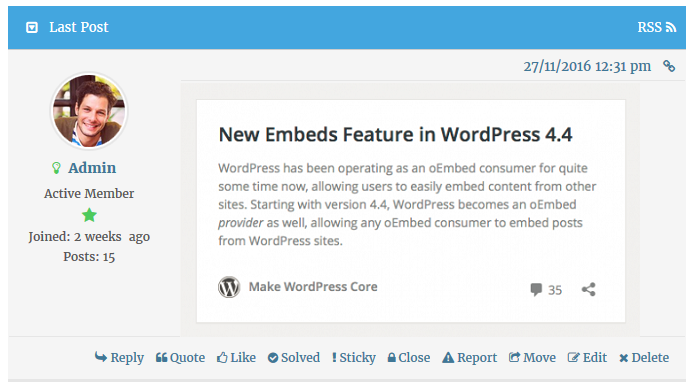 Last Post RSS
27/11/2016 12:31 pm
Admin
Active Member
Joined: 2 weeks ago
Posts: 15
New Embeds Feature in WordPress 4.4
WordPress has been operating as an oEmbed consumer for quite
some time now, allowing users to easily embed content from other
sites. Starting with version 4.4, WordPress becomes an oEmbed
provider as well, allowing any oEmbed consumer to embed posts
from WordPress sites.
Make WordPress Core 35
Reply Quote Like Solved Sticky Close Report Move Edit Delete